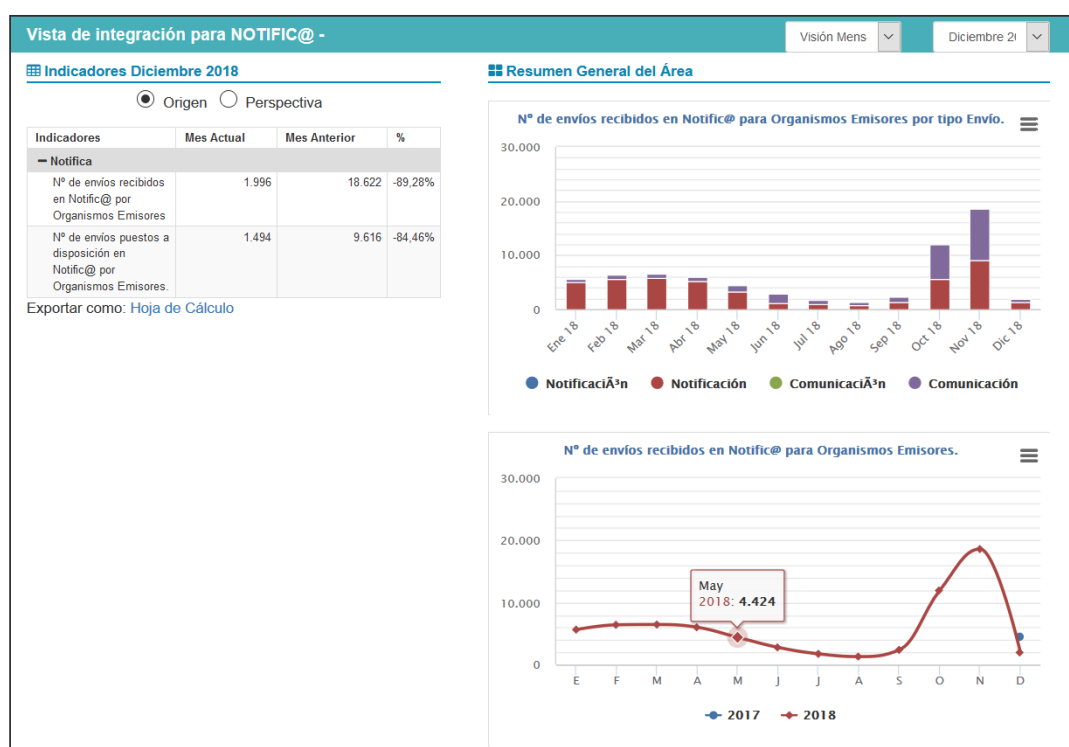 Vista de integración para NOTIFIC@ -
Visión Mens
Diciembre 2
Indicadores Diciembre 2018
Origen Perspectiva
Indicadores Mes Actual Mes Anterior %
Notifica
Nº de envíos recibidos 1.996 18.622 -89,28%
en Notific@ por
Organismos Emisores
Nº de envíos puestos a 1.494 9.616 -84,46%
disposición en
Notific@ por
Organismos Emisores.
Exportar como: Hoja de Cálculo
Resumen General del Área
Nº de envíos recibidos en Notific@ para Organismos Emisores por tipo Envío.
30.000
20.000
10.000
0
Ene 18 Feb 18 Mar 18 Abr 18 May 18 Jun 18 Jul 18 Ago 18 Sep 18 Oct 18 Nov 18 Dic 18
NotificaciÃ³n Notificación ComunicaciÃ³n Comunicación
Nº de envíos recibidos en Notific@ para Organismos Emisores.
30.000
20.000
10.000
0
May
2018: 4.424
E F M A M J J A S O N D
2017 2018